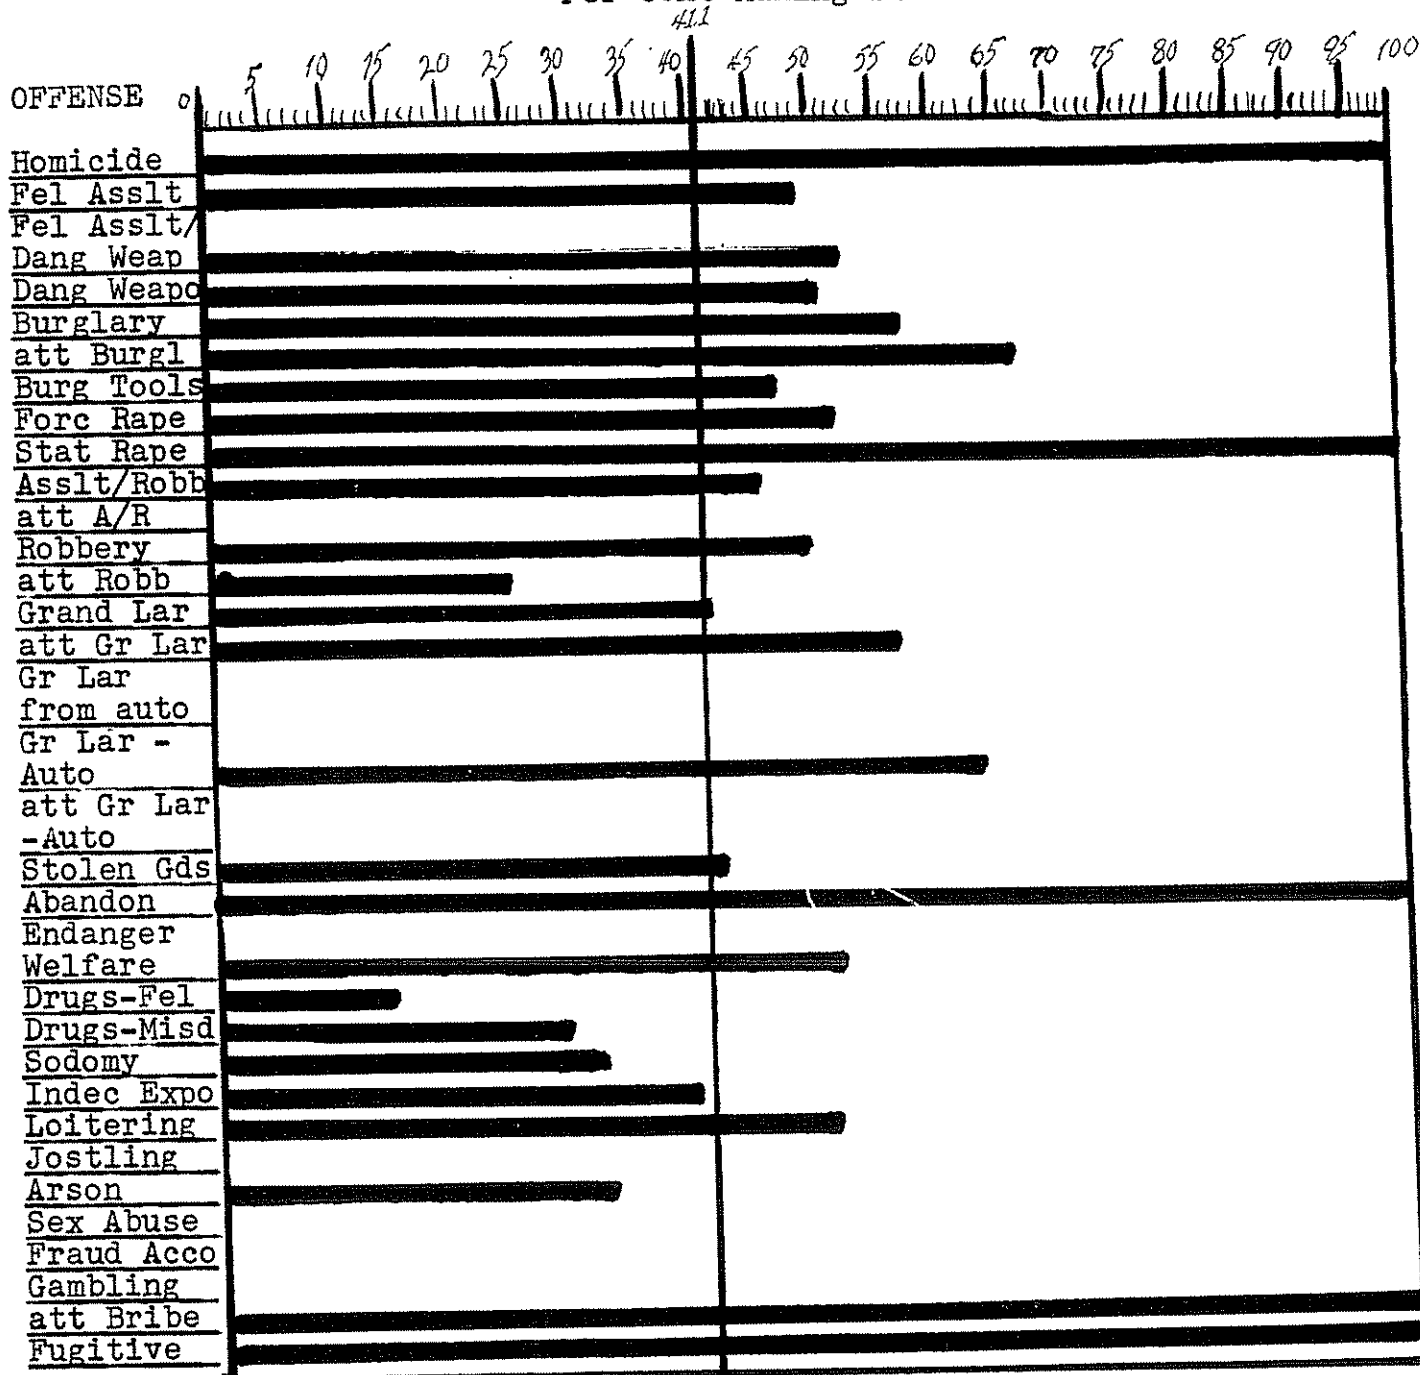 41.1
5 10 15 20 25 30 35 40 45 50 55 60 65 70 75 80 85 90 95 100
OFFENSE 0
Homicide
Fel Asslt
Fel Asslt/
Dang Weap
Dang Weapo
Burglary
att Burgl
Burg Tools
Forc Rape
Stat Rape
Asslt/Robb
att A/R
Robbery
att Robb
Grand Lar
att Gr Lar
Gr Lar
from auto
Gr Lar -
Auto
att Gr Lar
-Auto
Stolen Gds
Abandon
Endanger
Welfare
Drugs-Fel
Drugs-Misd
Sodomy
Indec Expo
Loitering
Jostling
Arson
Sex Abuse
Fraud Acco
Gambling
att Bribe
Fugitive